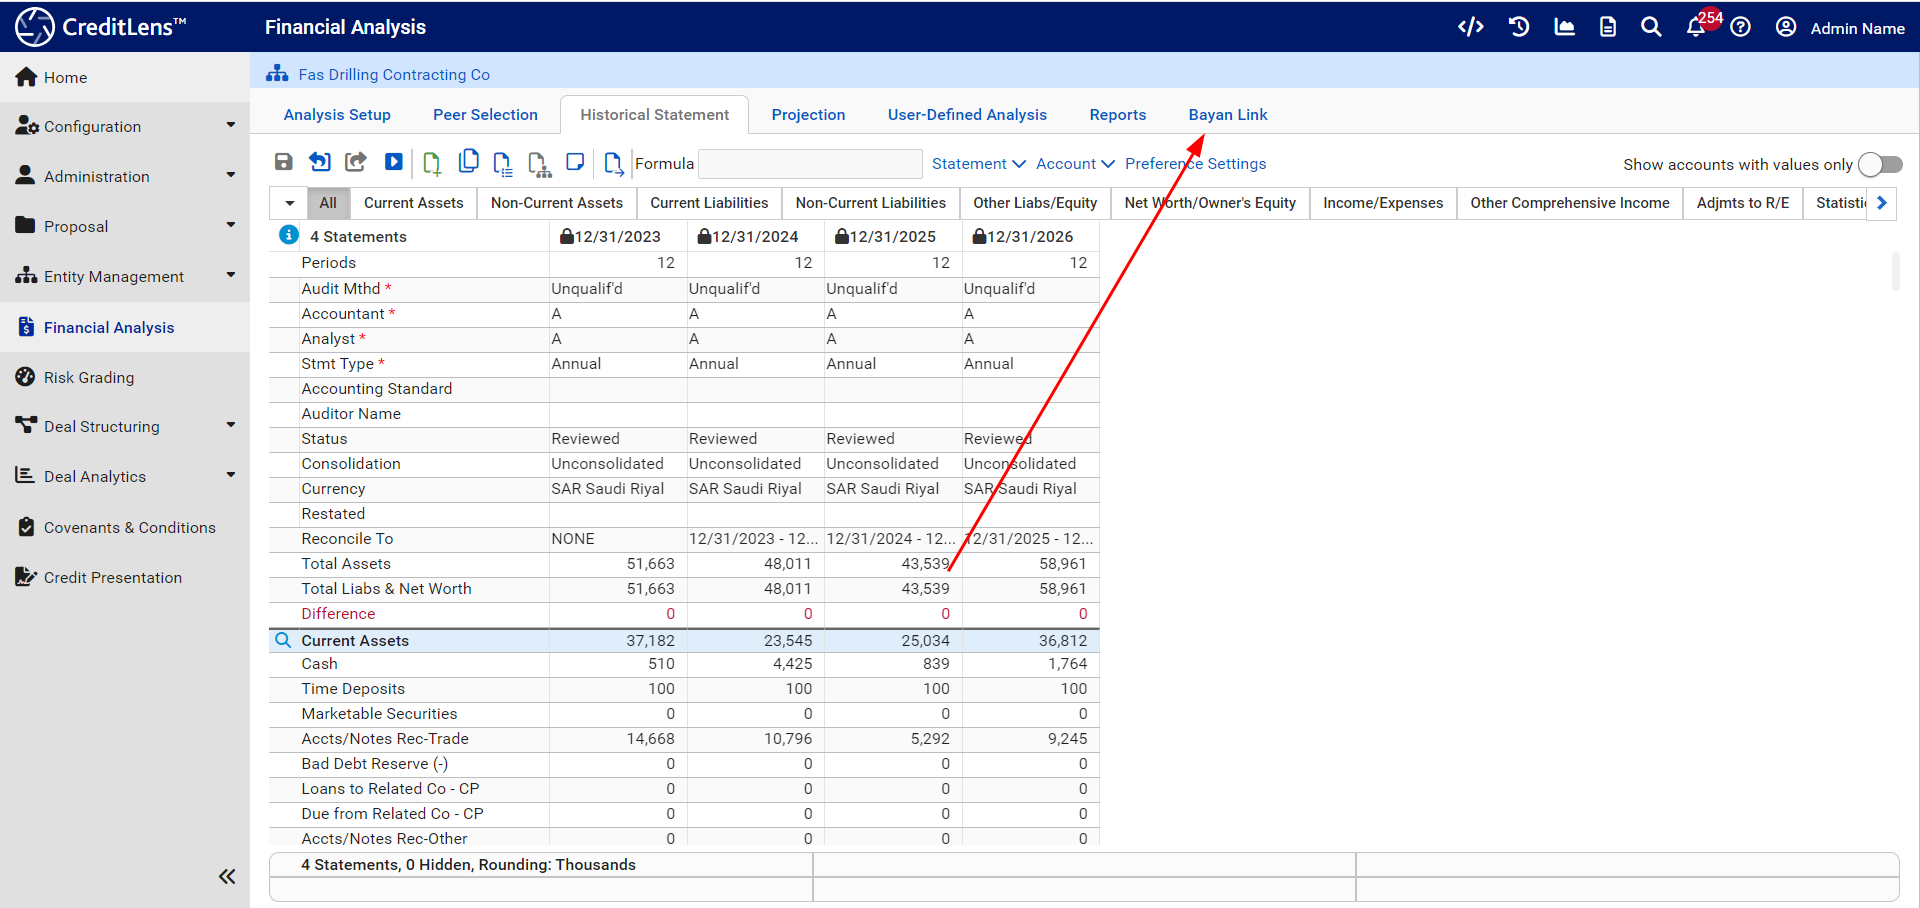 CreditLens™
Financial Analysis
254
Admin Name
Home
Configuration
Administration
Proposal
Entity Management
Financial Analysis
Risk Grading
Deal Structuring
Deal Analytics
Covenants & Conditions
Credit Presentation
Fas Drilling Contracting Co
Analysis Setup Peer Selection Historical Statement Projection User-Defined Analysis Reports Bayan Link
Formula Statement Account Preference Settings Show accounts with values only
All Current Assets Non-Current Assets Current Liabilities Non-Current Liabilities Other Liabs/Equity Net Worth/Owner's Equity Income/Expenses Other Comprehensive Income Adjmts to R/E Statisti
4 Statements 12/31/2023 12/31/2024 12/31/2025 12/31/2026
Periods 12 12 12 12
Audit Mthd * Unqualif'd Unqualif'd Unqualif'd Unqualif'd
Accountant * A A A A
Analyst * A A A A
Stmt Type * Annual Annual Annual Annual
Accounting Standard
Auditor Name
Status Reviewed Reviewed Reviewed Reviewed
Consolidation Unconsolidated Unconsolidated Unconsolidated Unconsolidated
Currency SAR Saudi Riyal SAR Saudi Riyal SAR Saudi Riyal SAR Saudi Riyal
Restated
Reconcile To NONE 12/31/2023 - 12... 12/31/2024 - 12... 12/31/2025 - 12...
Total Assets 51,663 48,011 43,539 58,961
Total Liabs & Net Worth 51,663 48,011 43,539 58,961
Difference 0 0 0 0
Current Assets 37,182 23,545 25,034 36,812
Cash 510 4,425 839 1,764
Time Deposits 100 100 100 100
Marketable Securities 0 0 0 0
Accts/Notes Rec-Trade 14,668 10,796 5,292 9,245
Bad Debt Reserve (-) 0 0 0 0
Loans to Related Co - CP 0 0 0 0
Due from Related Co - CP 0 0 0 0
Accts/Notes Rec-Other 0 0 0 0
4 Statements, 0 Hidden, Rounding: Thousands